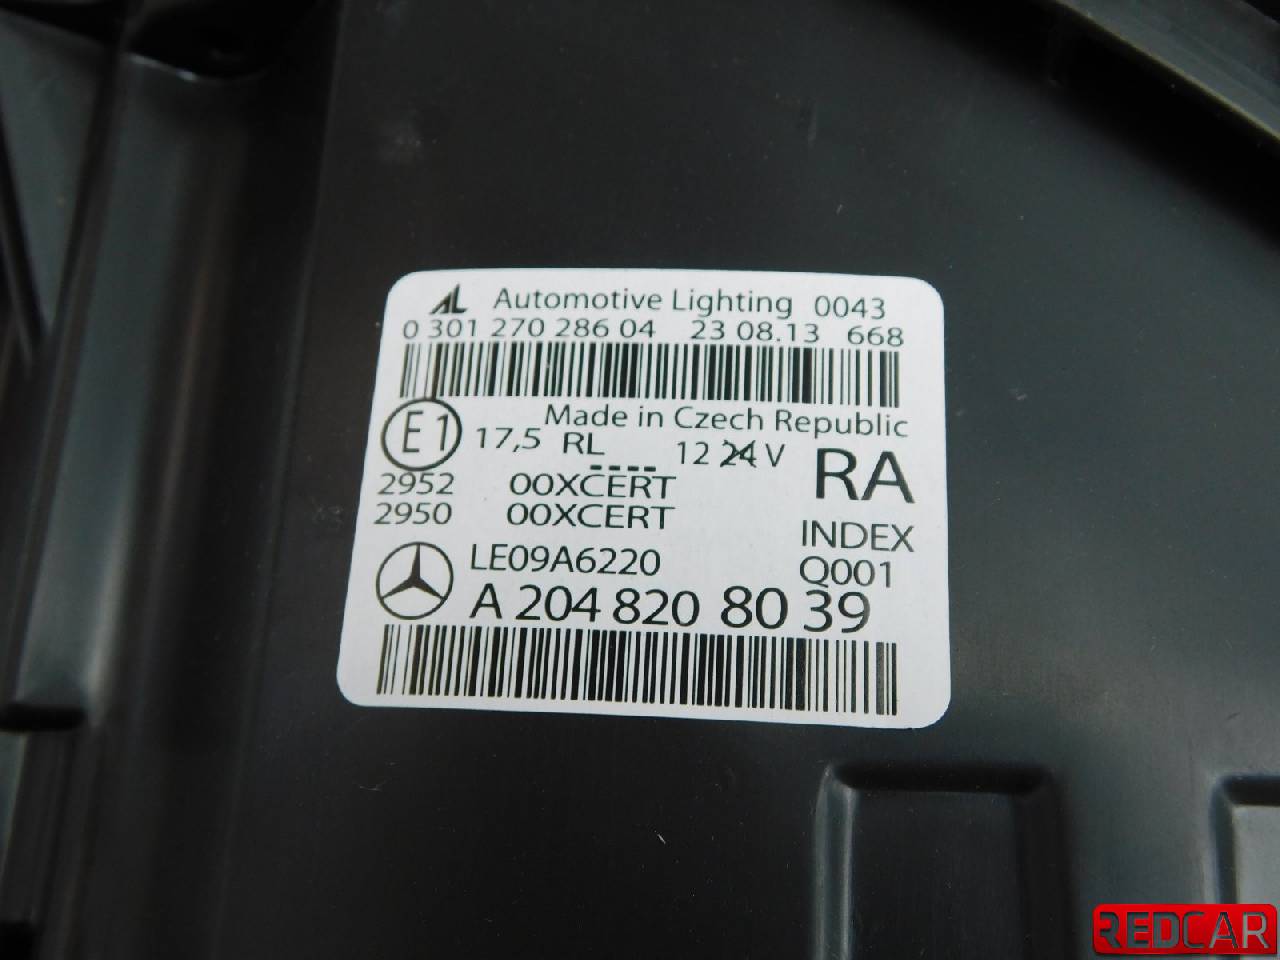 AL Automotive Lighting 0043
0 301 270 286 04 23 08.13 668
Made in Czech Republic
E1 17,5 RL 12 24 V RA
2952 00XCERT
2950 00XCERT
INDEX
LE09A6220 Q001
A 204 820 80 39
REDCAR